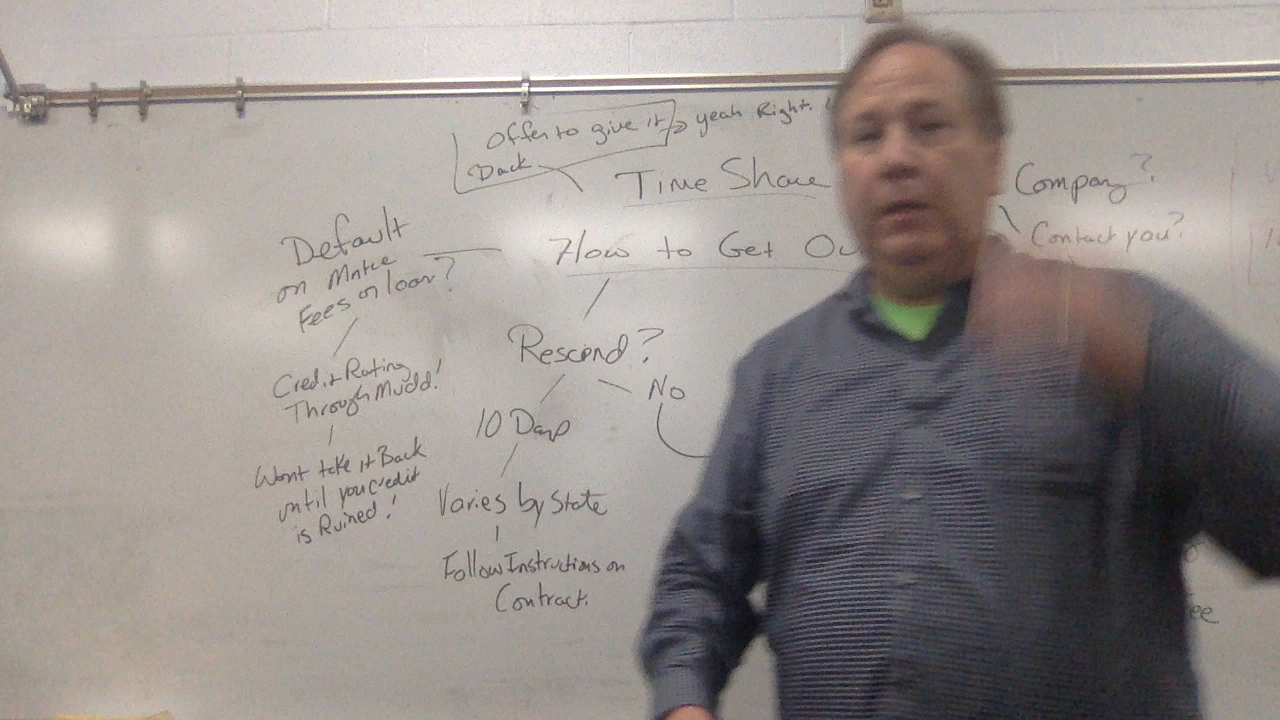 Offer to give it → yeah Right.
Back
Time Share
How to Get Ou
Company?
Contact you?
Default
on Mntce
Fees or loan?
Credit Rating
Through Mudd!
Wont take it Back
until you credit
is Ruined!
Rescind?
No
10 Days
Varies by State
Follow Instructions on
Contract.